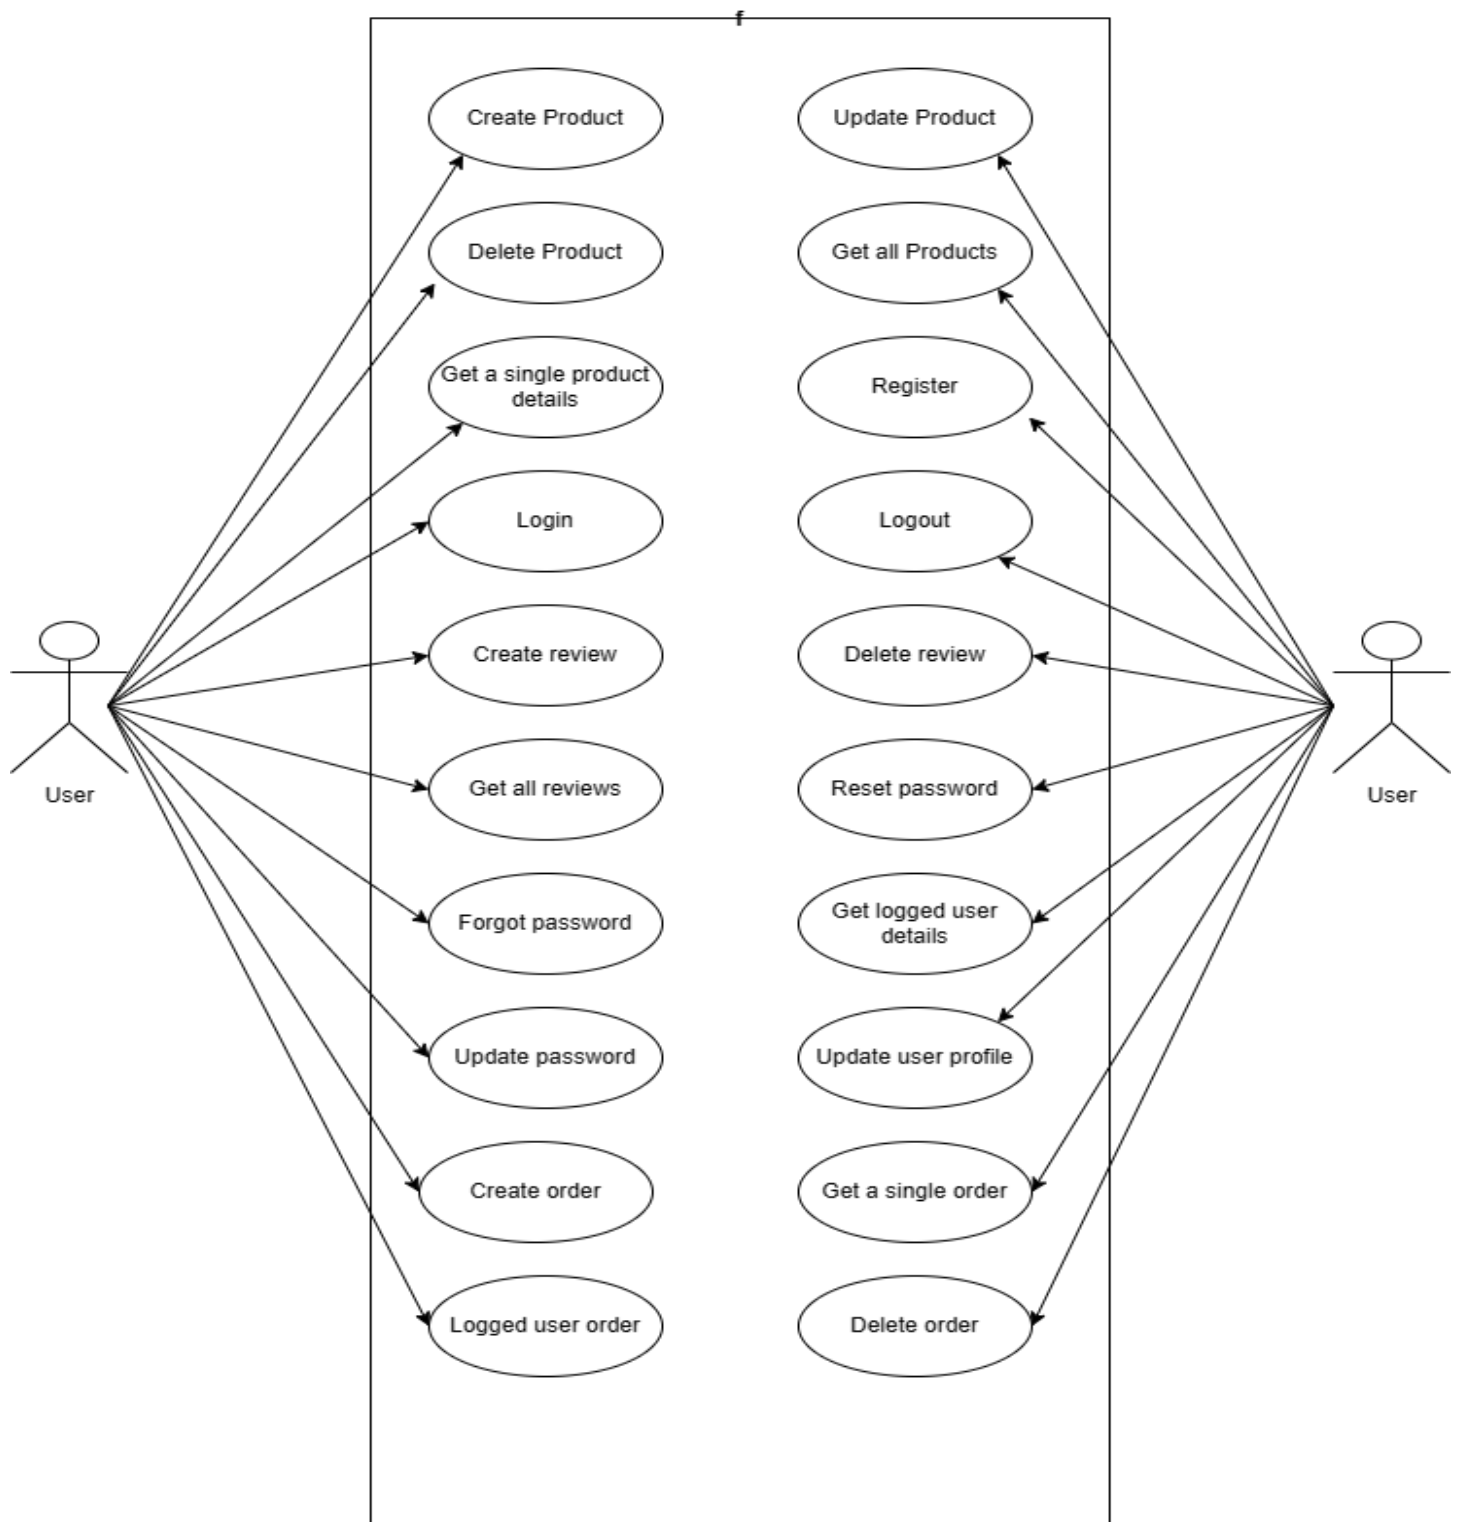 f
Create Product
Update Product
Delete Product
Get all Products
Get a single product
details
Register
Login
Logout
Create review
Delete review
User
User
Get all reviews
Reset password
Forgot password
Get logged user
details
Update password
Update user profile
Create order
Get a single order
Logged user order
Delete order